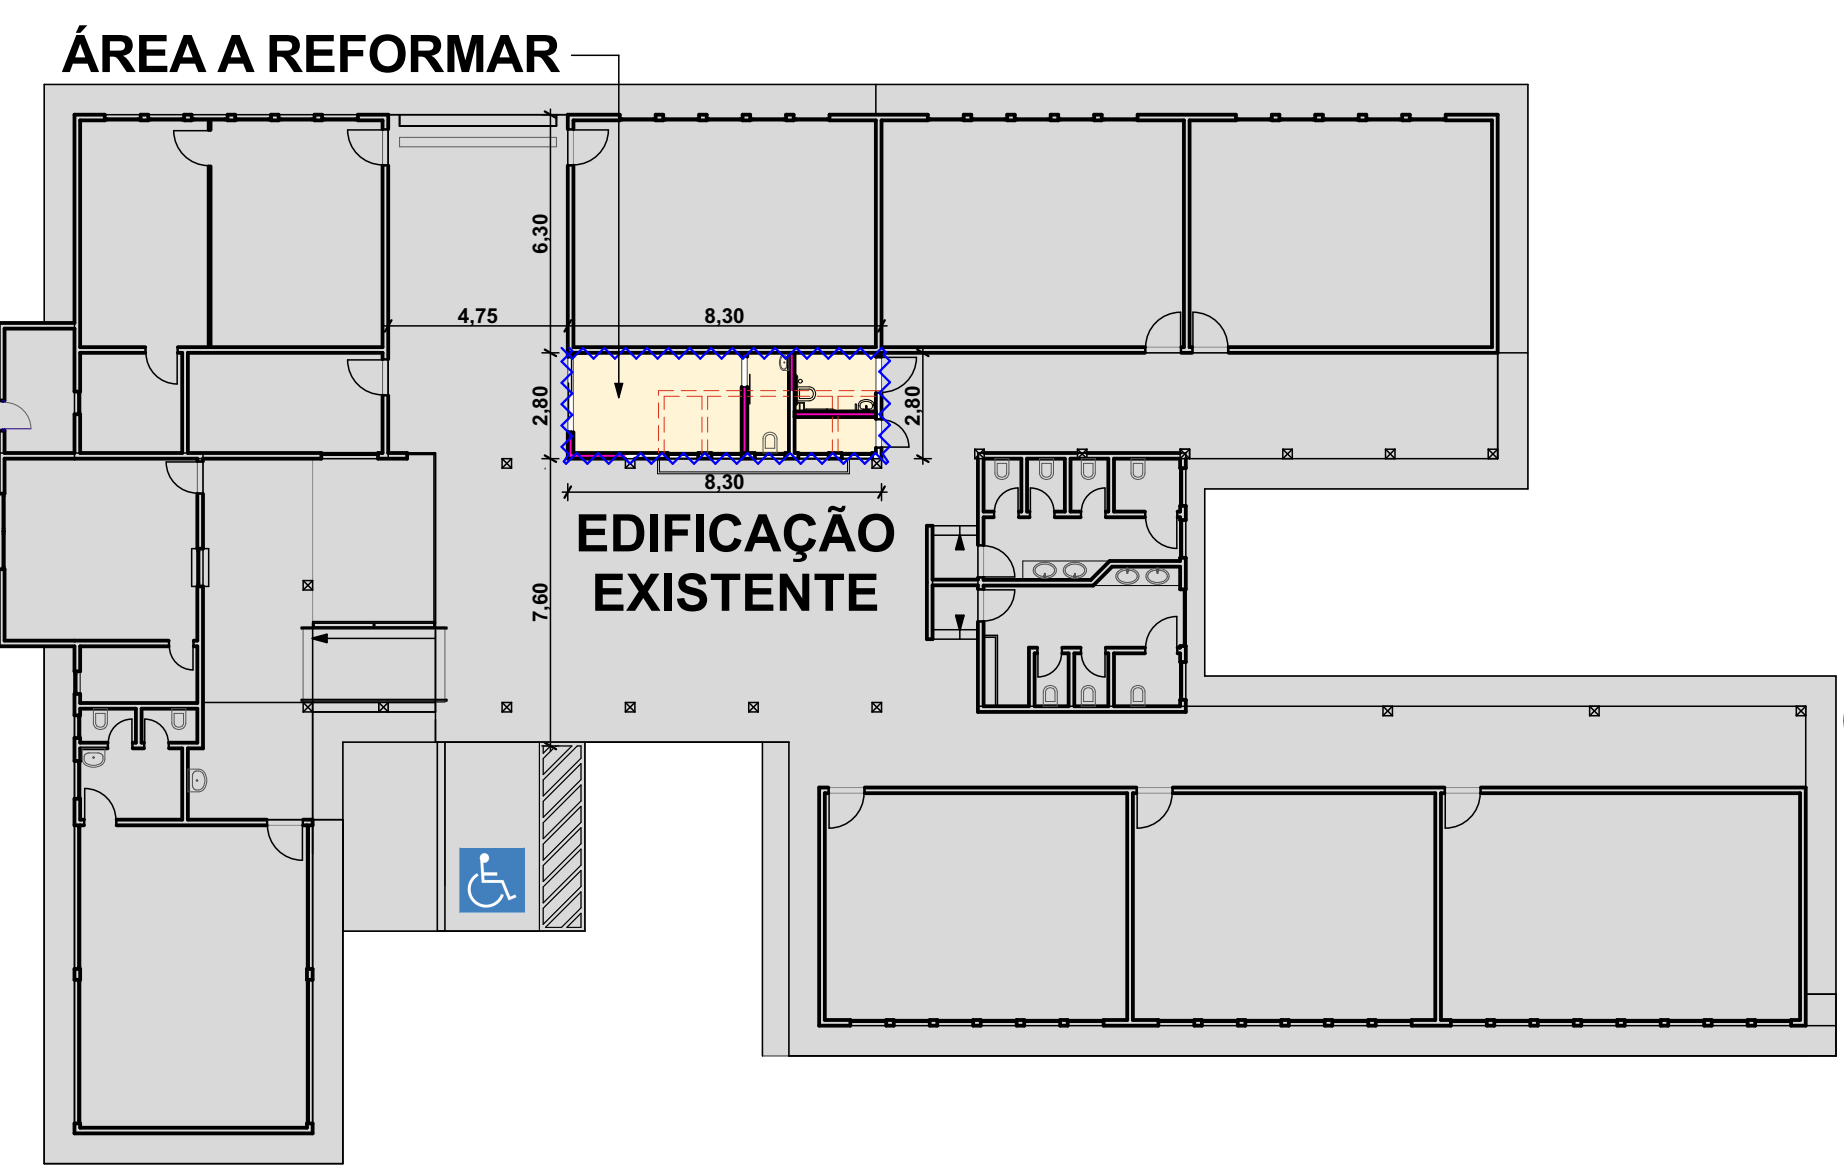 ÁREA A REFORMAR
6,30
4,75
8,30
2,80
2,80
8,30
EDIFICAÇÃO
EXISTENTE
7,60